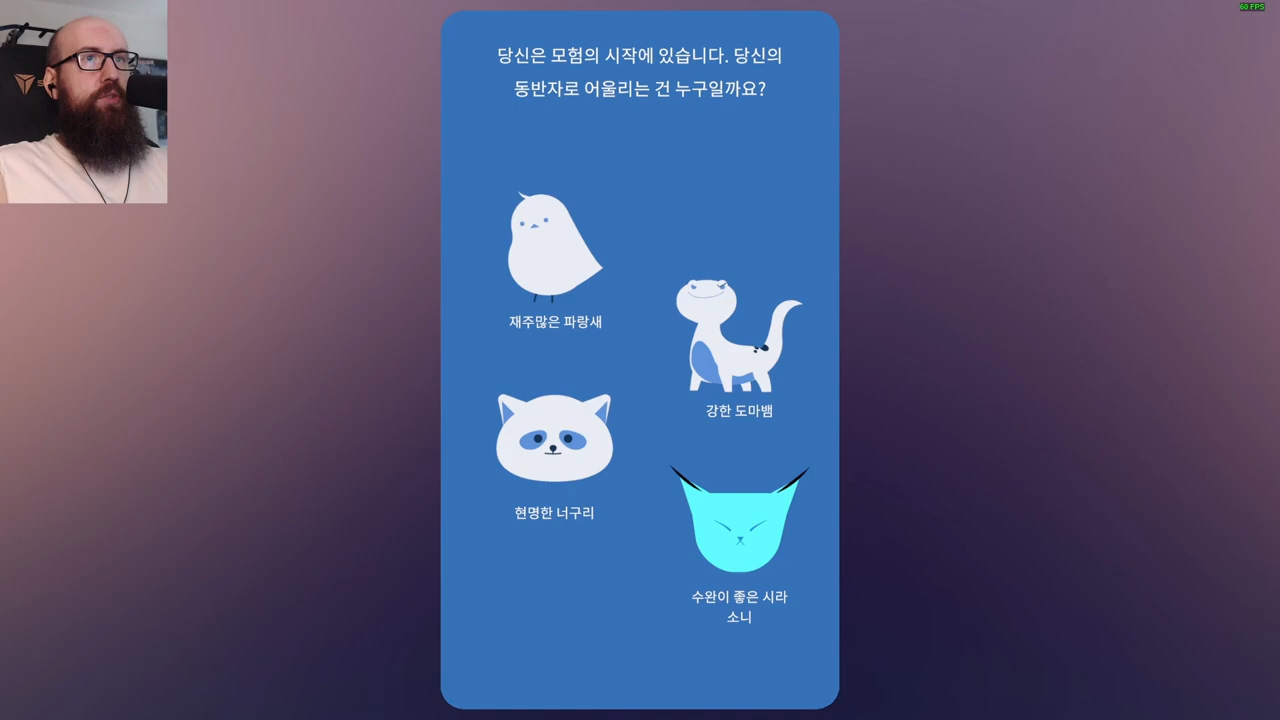 60 FPS
당신은 모험의 시작에 있습니다. 당신의
동반자로 어울리는 건 누구일까요?
재주많은 파랑새
강한 도마뱀
현명한 너구리
수완이 좋은 시라
소니